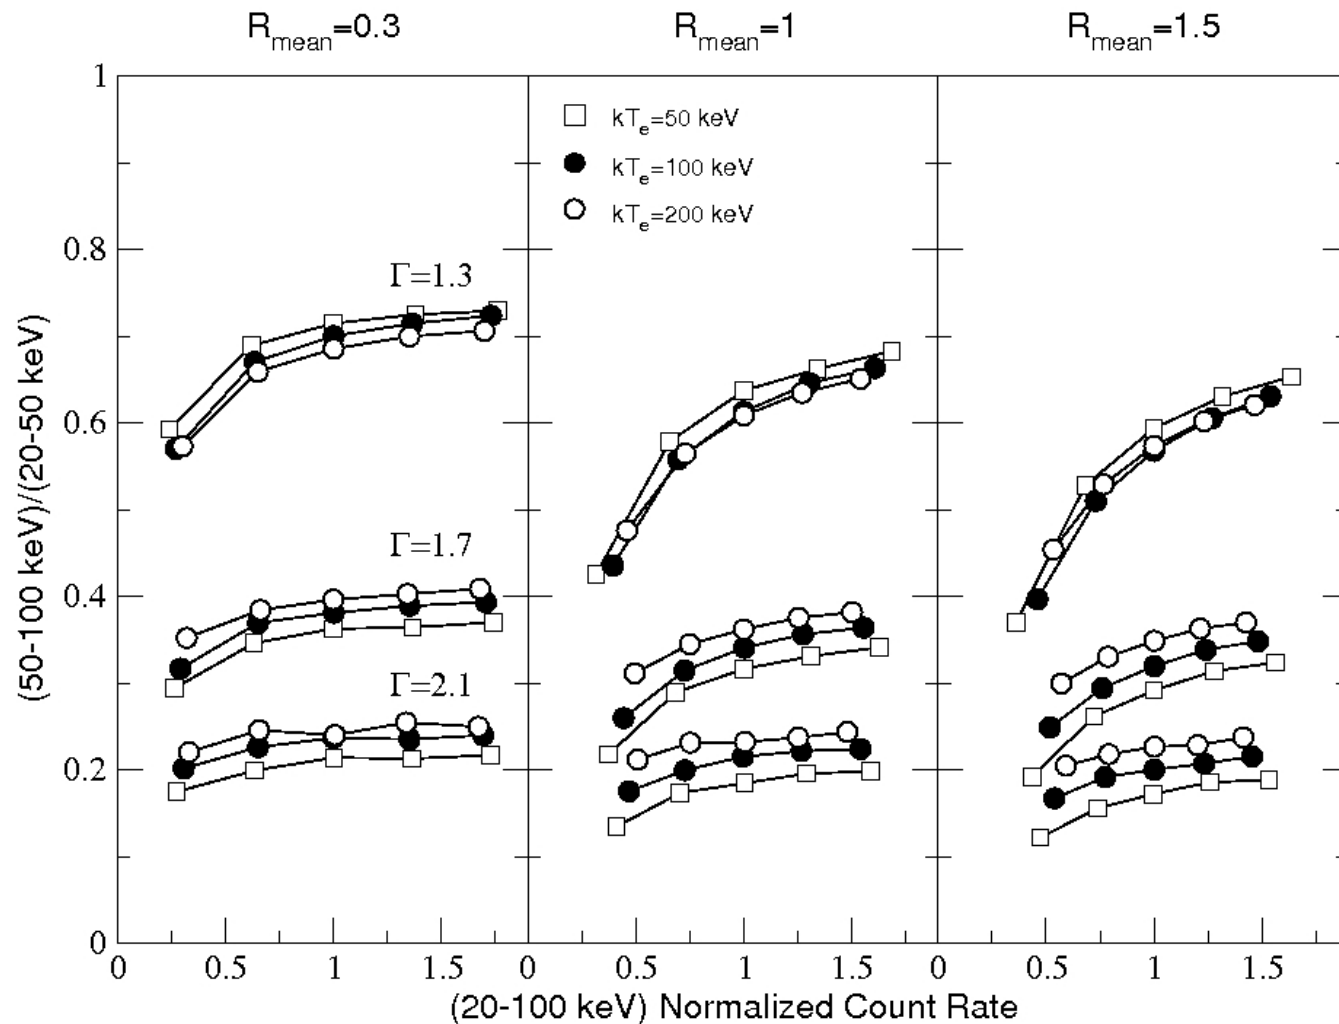 R_mean=0.3 R_mean=1 R_mean=1.5
1
kT_e=50 keV
kT_e=100 keV
kT_e=200 keV
0.8
Γ=1.3
0.6
Γ=1.7
0.4
Γ=2.1
0.2
0
(50-100 keV)/(20-50 keV)
0 0.5 1 1.5 0 0.5 1 1.5 0 0.5 1 1.5
(20-100 keV) Normalized Count Rate